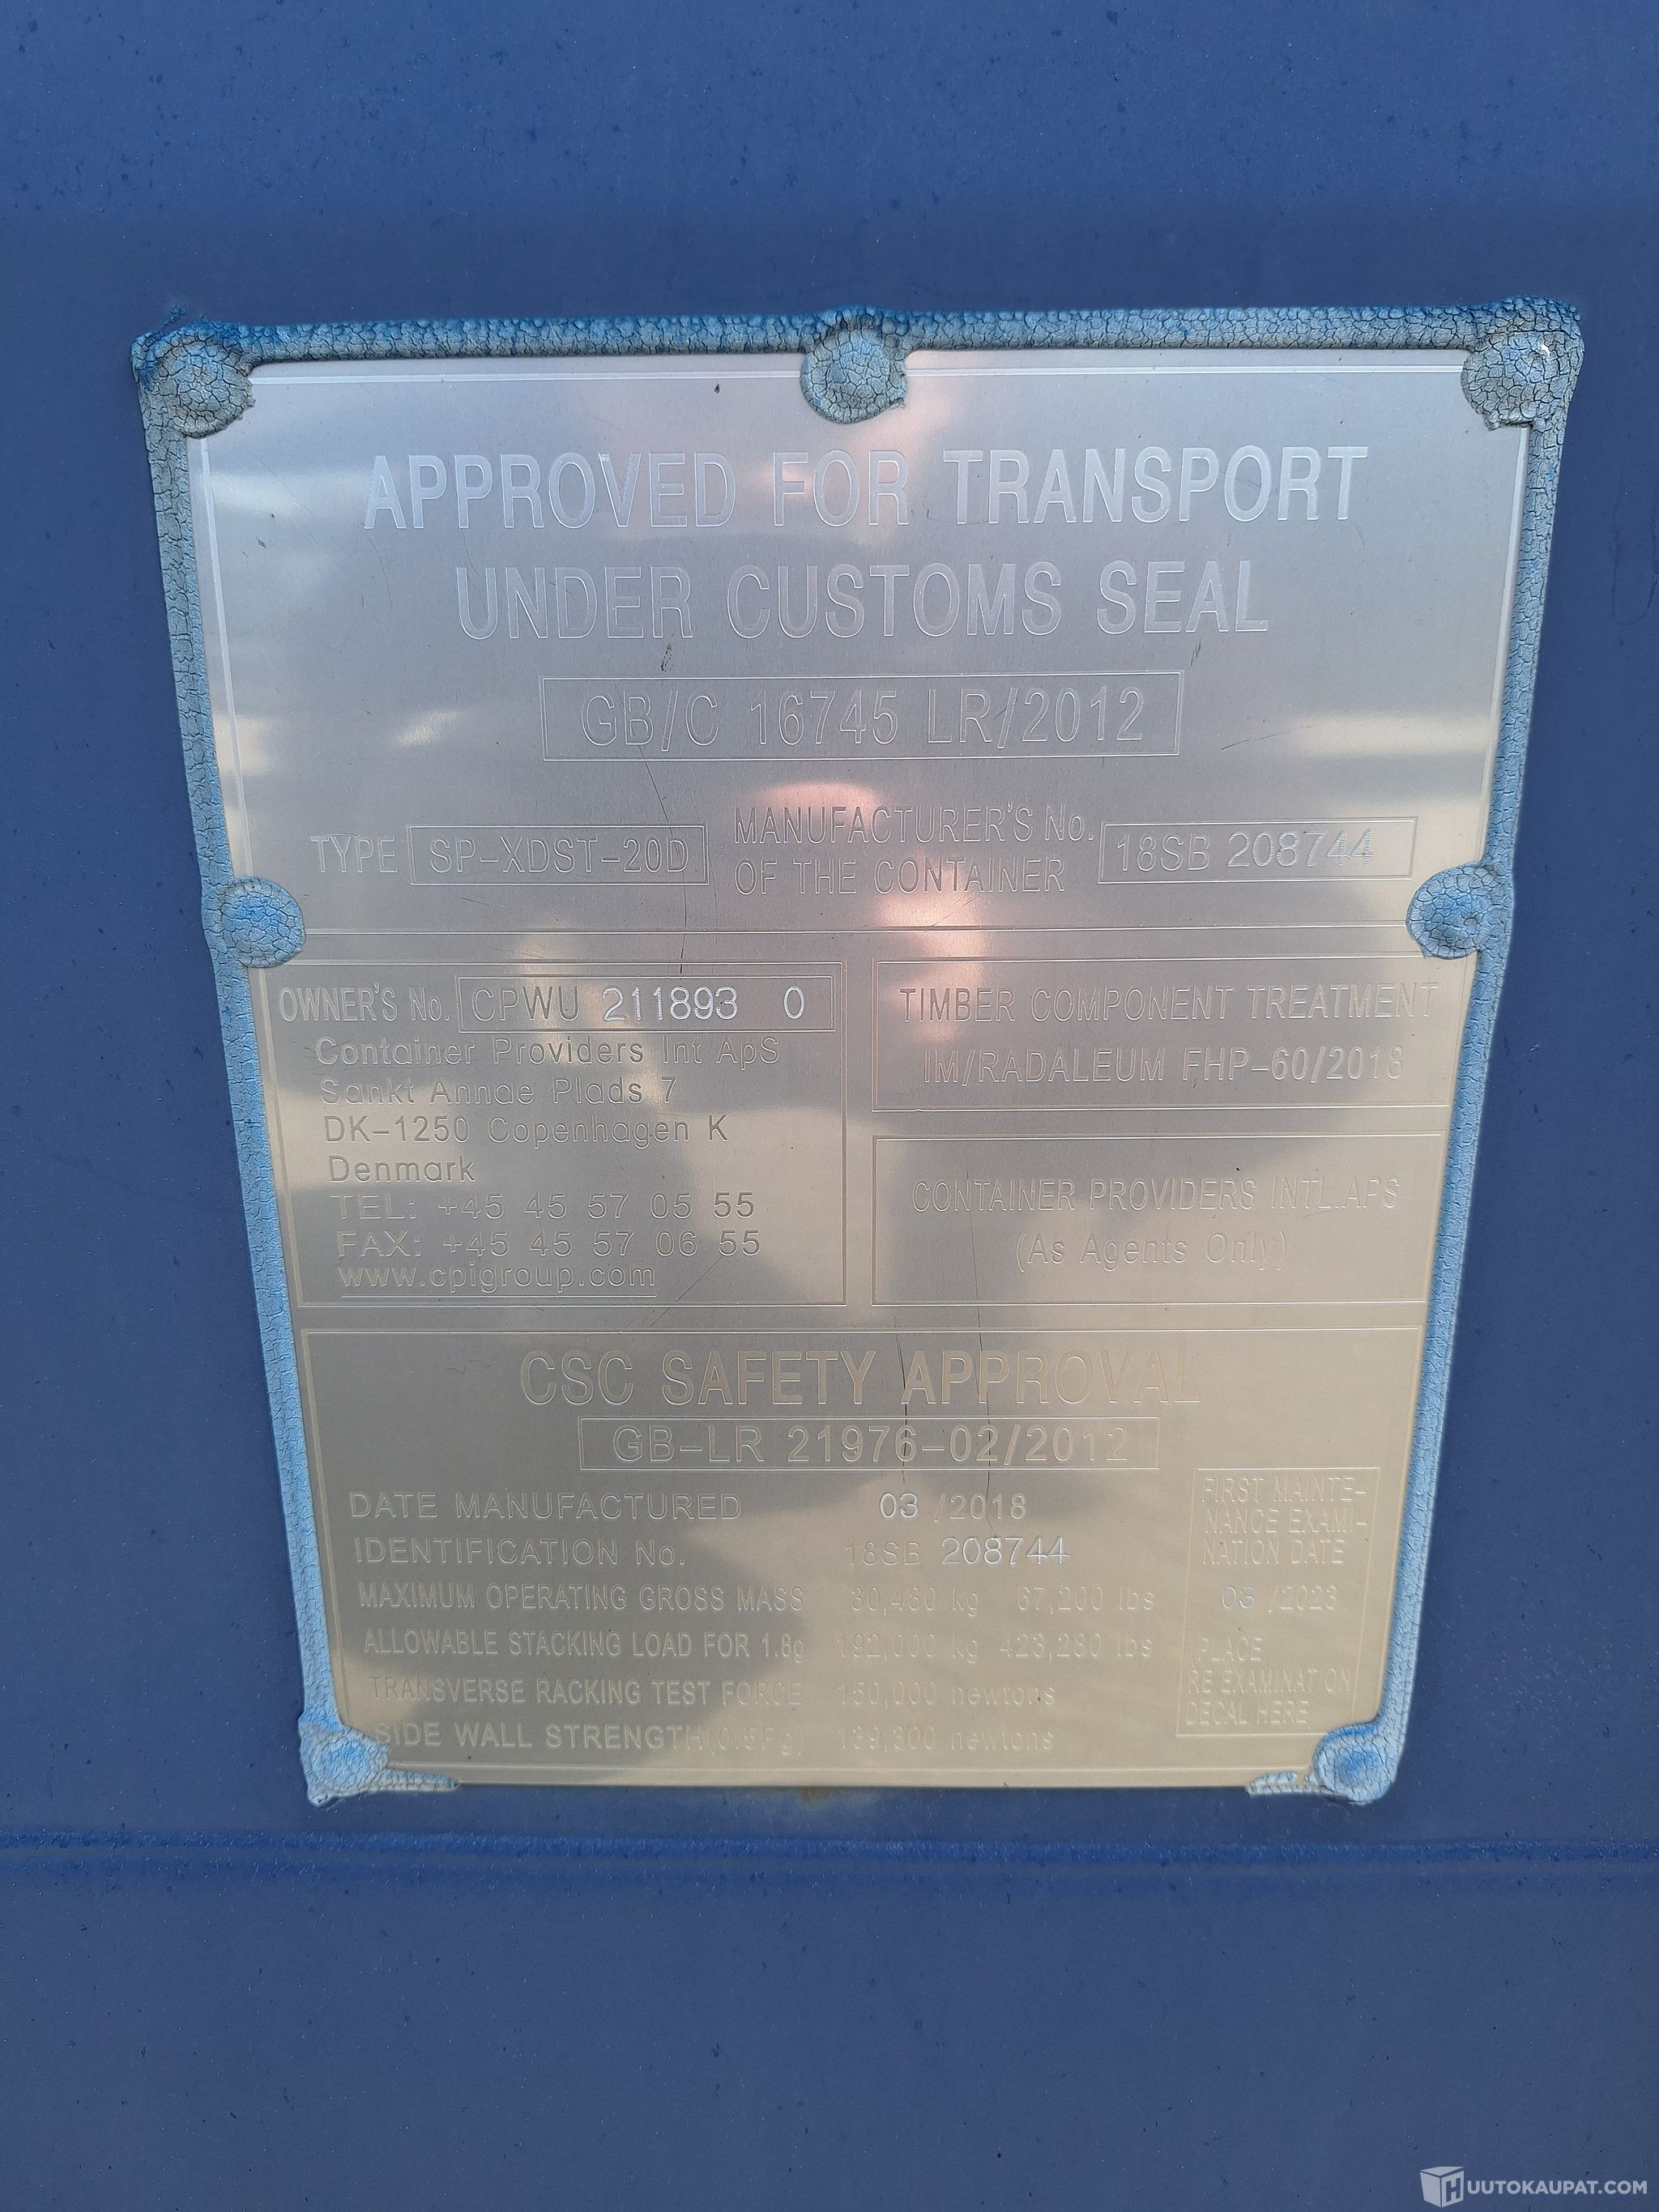 APPROVED FOR TRANSPORT
UNDER CUSTOMS SEAL
GB/C 16745 LR/2012
TYPE SP-XDST-20D
MANUFACTURER'S No.
OF THE CONTAINER
18SB 208744
OWNER'S No. CPWU 211893 0
Container Providers Int ApS
Sankt Annae Plads 7
DK-1250 Copenhagen K
Denmark
TEL: +45 45 57 05 55
FAX: +45 45 57 06 55
www.cpigroup.com
TIMBER COMPONENT TREATMENT
IM/RADALEUM FHP-60/2018
CONTAINER PROVIDERS INTL.APS
(As Agents Only)
CSC SAFETY APPROVAL
GB-LR 21976-02/2012
DATE MANUFACTURED 03 /2018
IDENTIFICATION No. 18SB 208744
MAXIMUM OPERATING GROSS MASS 30,480 kg 67,200 lbs
ALLOWABLE STACKING LOAD FOR 1.8g 192,000 kg 423,280 lbs
TRANSVERSE RACKING TEST FORCE 150,000 newtons
SIDE WALL STRENGTH(0.6Pg) 139,300 newtons
FIRST MAINTE-
NANCE EXAMI-
NATION DATE
03 /2023
(PLACE
RE EXAMINATION
DECAL HERE
HUUTOKAUPAT.COM